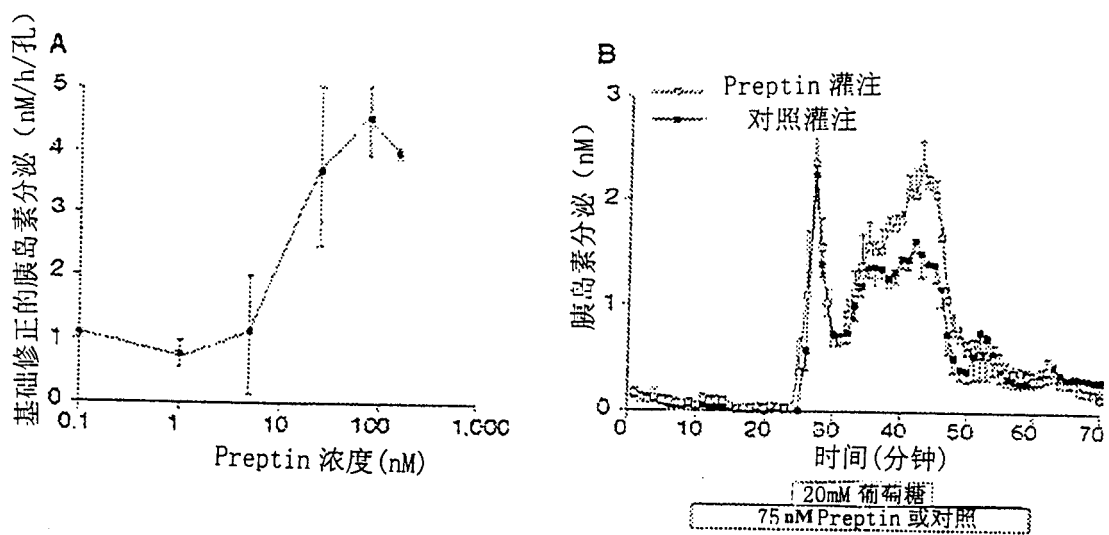 A
基础修正的胰岛素分泌 (nM/h/孔)
5
4
3
2
1
0
0.1 1 10 100 1,000
Preptin 浓度(nM)
B
Preptin 灌注
对照灌注
胰岛素分泌 (nM)
3
2
1
0
0 10 20 30 40 50 60 70
时间(分钟)
20mM 葡萄糖
75 nM Preptin 或对照